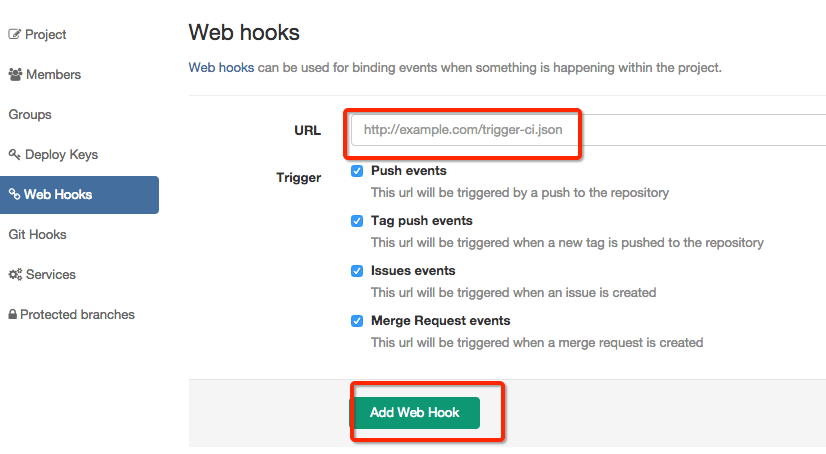 Project
Members
Groups
Deploy Keys
Web Hooks
Git Hooks
Services
Protected branches
Web hooks
Web hooks can be used for binding events when something is happening within the project.
URL http://example.com/trigger-ci.json
Trigger Push events
This url will be triggered by a push to the repository
Tag push events
This url will be triggered when a new tag is pushed to the repository
Issues events
This url will be triggered when an issue is created
Merge Request events
This url will be triggered when a merge request is created
Add Web Hook